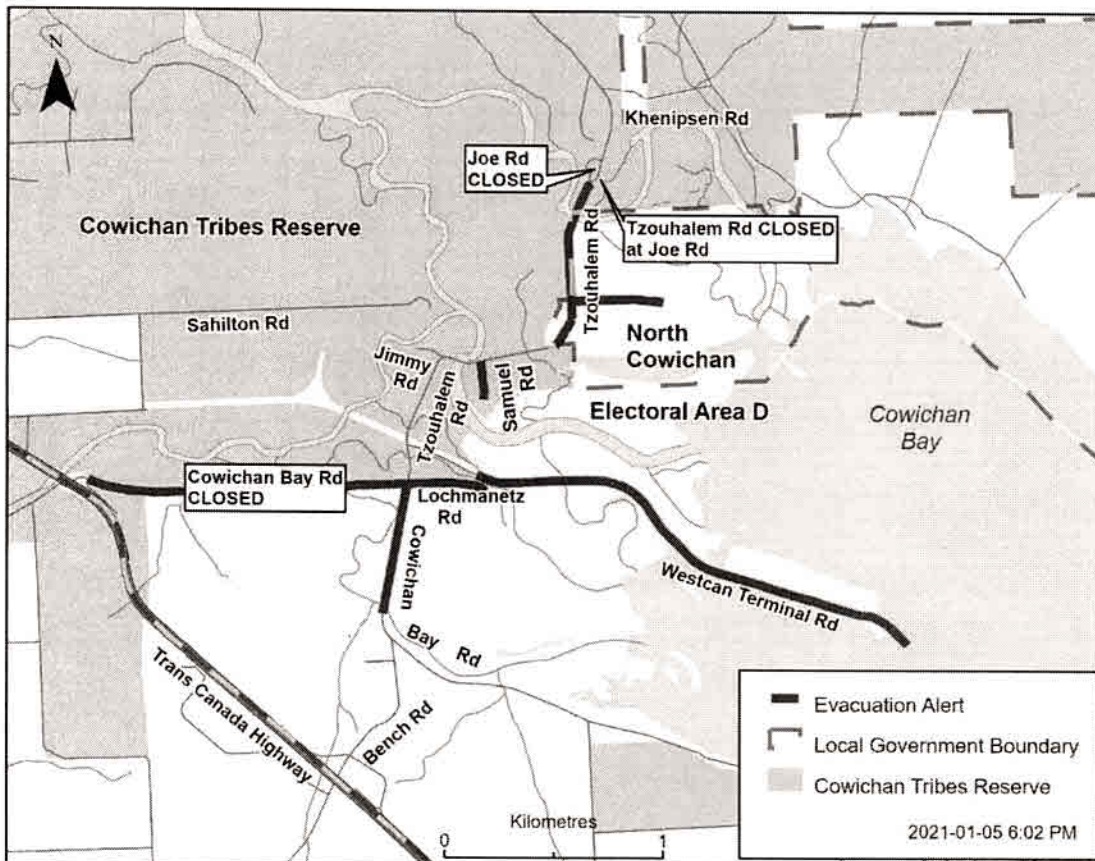 N
Khenipsen Rd
Joe Rd
CLOSED
Cowichan Tribes Reserve
Tzouhalem Rd CLOSED
at Joe Rd
Tzouhalem Rd
Sahilton Rd
North
Cowichan
Jimmy
Rd
Tzouhalem
Rd
Samuel
Rd
Electoral Area D
Cowichan
Bay
Cowichan Bay Rd
CLOSED
Lochmanetz
Rd
Cowichan
Bay Rd
Westcan Terminal Rd
Trans Canada Highway
Bench Rd
Evacuation Alert
Local Government Boundary
Cowichan Tribes Reserve
Kilometres
0 1
2021-01-05 6:02 PM